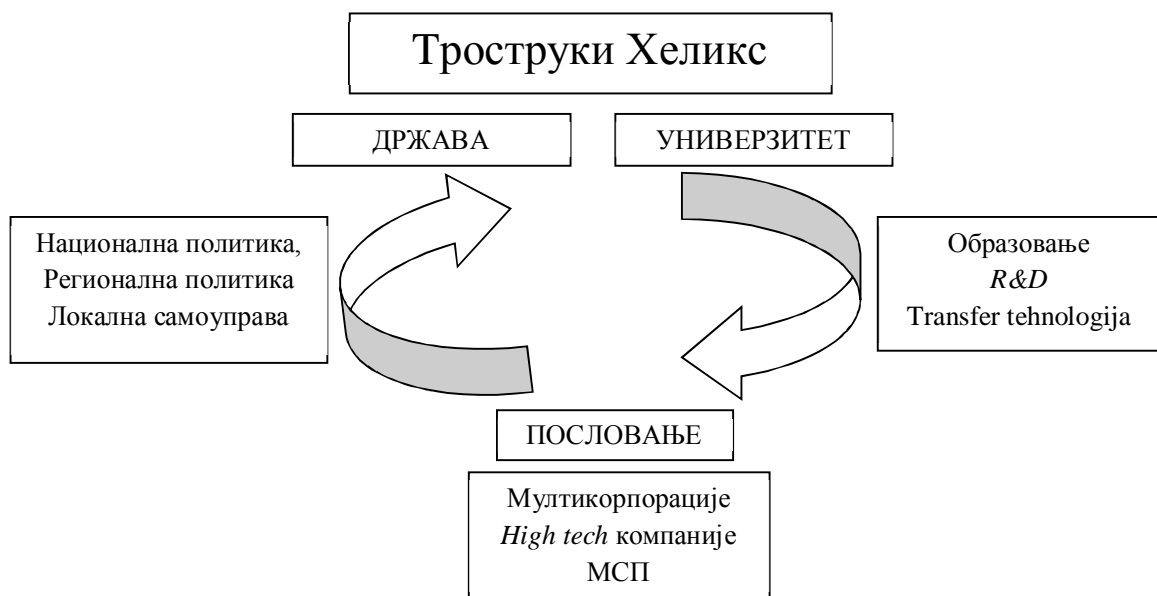 Троструки Хеликс
ДРЖАВА
УНИВЕРЗИТЕТ
Национална политика,
Регионална политика
Локална самоуправа
Образовање
R&D
Transfer tehnologija
ПОСЛОВАЊЕ
Мултикорпорације
High tech компаније
МСП